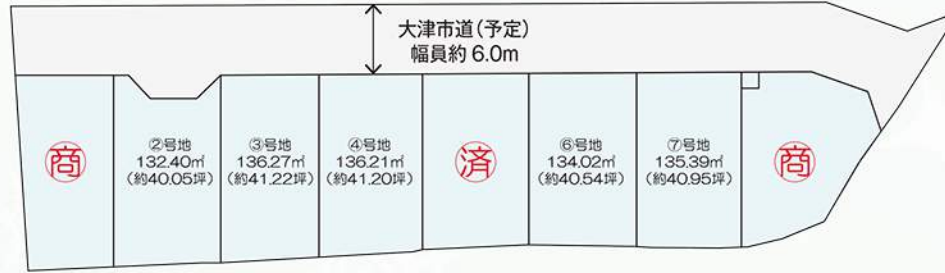 大津市道(予定)
幅員約 6.0m
商
②号地
132.40㎡
(約40.05坪)
③号地
136.27㎡
(約41.22坪)
④号地
136.21㎡
(約41.20坪)
済
⑥号地
134.02㎡
(約40.54坪)
⑦号地
135.39㎡
(約40.95坪)
商